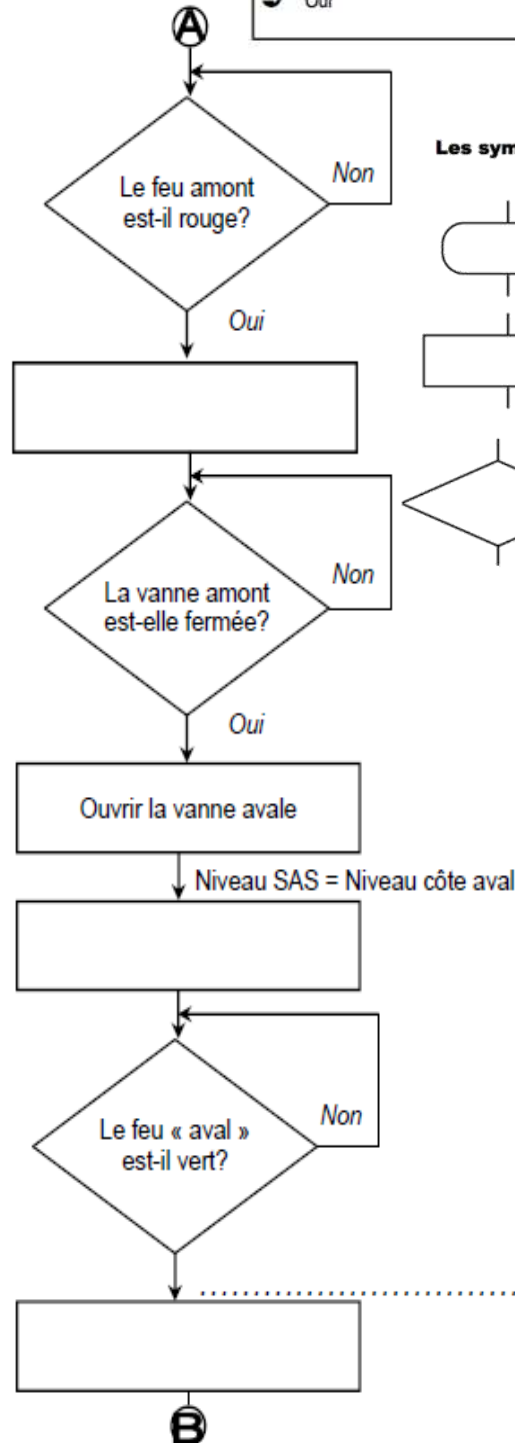 Oui
A
Les sym
Non
Le feu amont
est-il rouge?
Oui
Non
La vanne amont
est-elle fermée?
Oui
Ouvrir la vanne avale
Niveau SAS = Niveau côte aval
Non
Le feu « aval »
est-il vert?
B